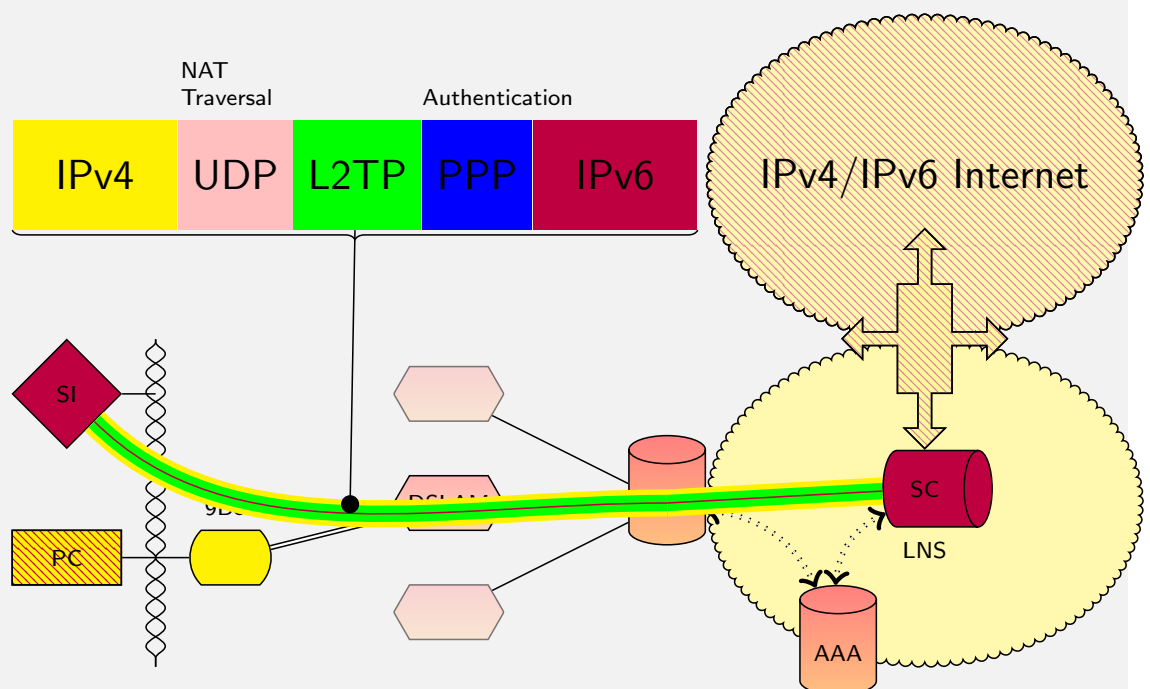 NAT
Traversal
Authentication
IPv4 UDP L2TP PPP IPv6
IPv4/IPv6 Internet
SI
SC
LNS
PC
AAA